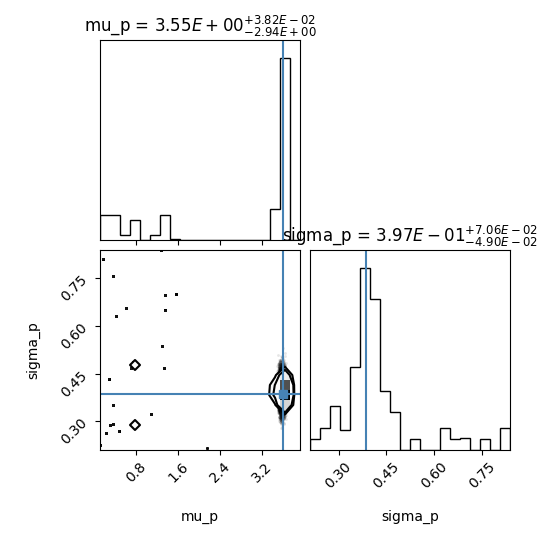 mu_p = 3.55E + 00+3.82E − 02
−2.94E + 00
sigma_p = 3.97E − 01+7.06E − 02
−4.90E − 02
sigma_p
0.75
0.60
0.45
0.30
0.8 1.6 2.4 3.2
0.30 0.45 0.60 0.75
mu_p
sigma_p